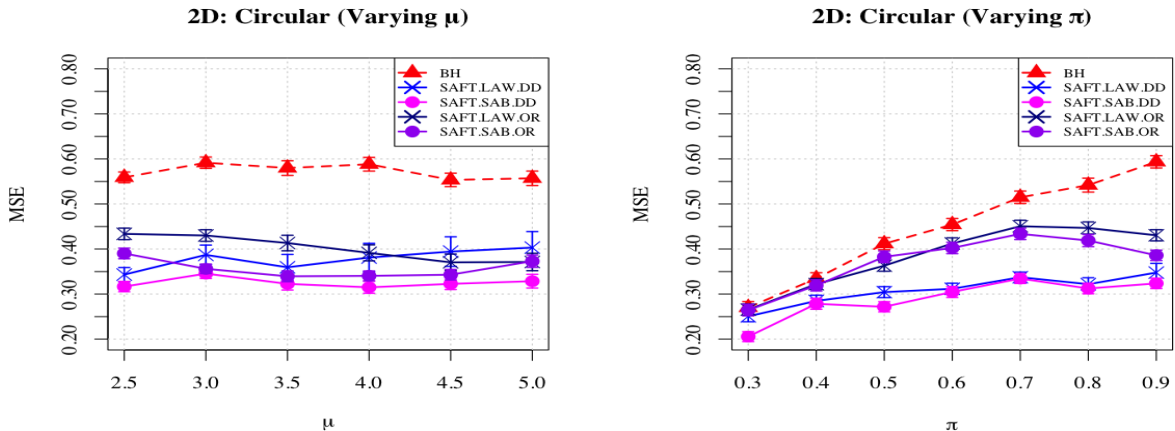 2D: Circular (Varying μ)
MSE
0.20 0.30 0.40 0.50 0.60 0.70 0.80
BH
SAFT.LAW.DD
SAFT.SAB.DD
SAFT.LAW.OR
SAFT.SAB.OR
2.5 3.0 3.5 4.0 4.5 5.0
μ
2D: Circular (Varying π)
MSE
0.20 0.30 0.40 0.50 0.60 0.70 0.80
BH
SAFT.LAW.DD
SAFT.SAB.DD
SAFT.LAW.OR
SAFT.SAB.OR
0.3 0.4 0.5 0.6 0.7 0.8 0.9
π